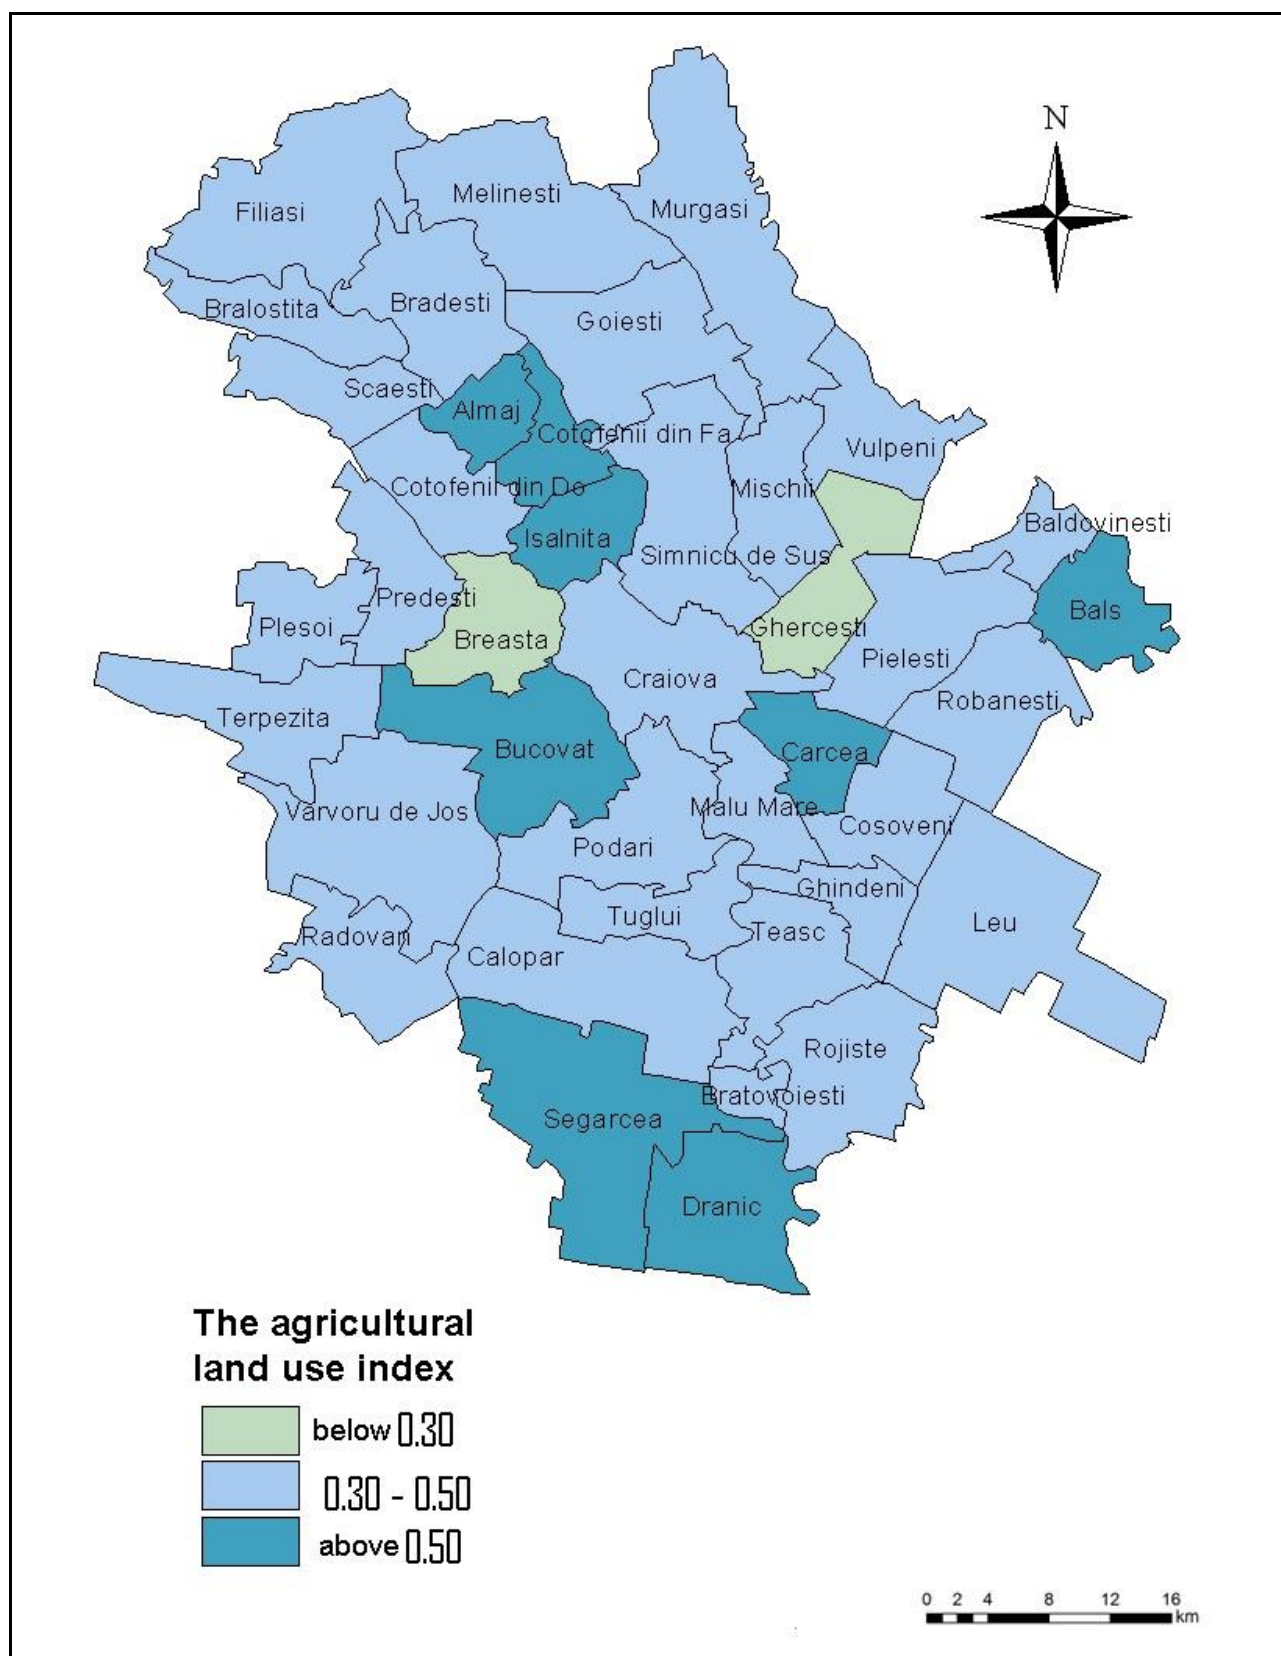 N
Filiasi
Melinesti
Murgasi
Bralostita
Bradesti
Goiesti
Scaesti
Almaj
Cotofenii din Fa
Vulpeni
Cotofenii din Do
Mischii
Baldovinesti
Isalnita
Simnicu de Sus
Predesti
Plesoi
Breasta
Ghercesti
Bals
Pielesti
Craiova
Robanesti
Terpezita
Bucovat
Carcea
Varvoru de Jos
Malu Mare
Cosoveni
Podari
Ghindeni
Tuglui
Leu
Radovan
Teasc
Calopar
Rojiste
Bratovoiesti
Segarcea
Dranic
The agricultural
land use index
below 0.30
0.30 - 0.50
above 0.50
0 2 4 8 12 16
km